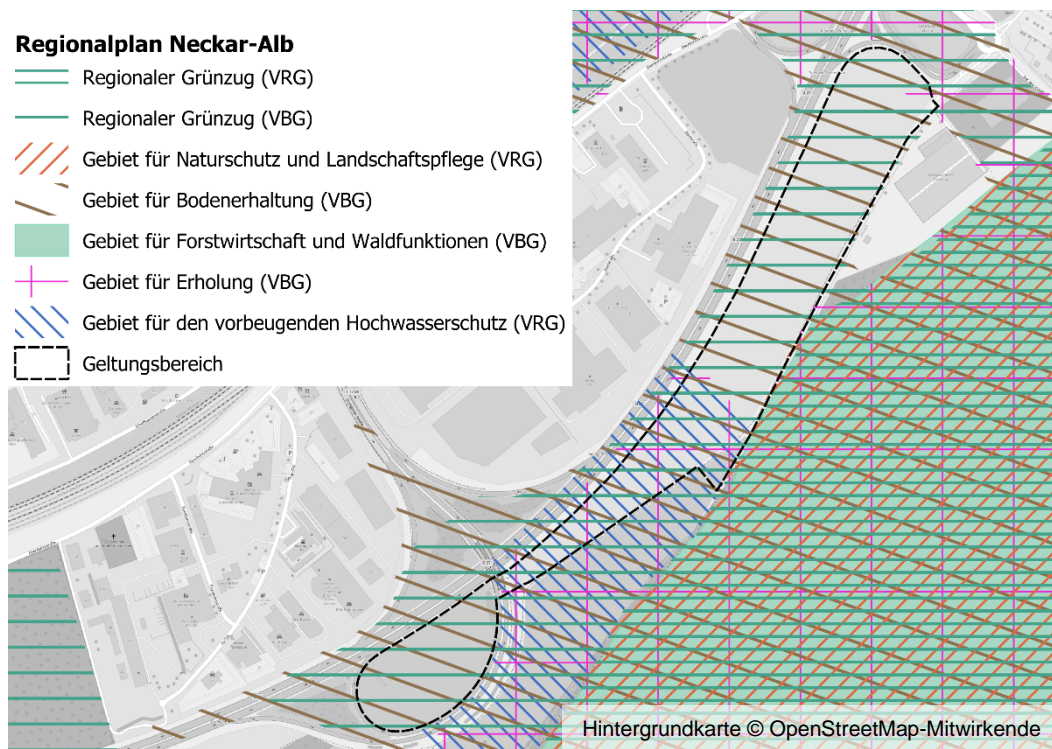 Regionalplan Neckar-Alb
Regionaler Grünzug (VRG)
Regionaler Grünzug (VBG)
Gebiet für Naturschutz und Landschaftspflege (VRG)
Gebiet für Bodenerhaltung (VBG)
Gebiet für Forstwirtschaft und Waldfunktionen (VBG)
Gebiet für Erholung (VBG)
Gebiet für den vorbeugenden Hochwasserschutz (VRG)
Geltungsbereich
Hintergrundkarte © OpenStreetMap-Mitwirkende